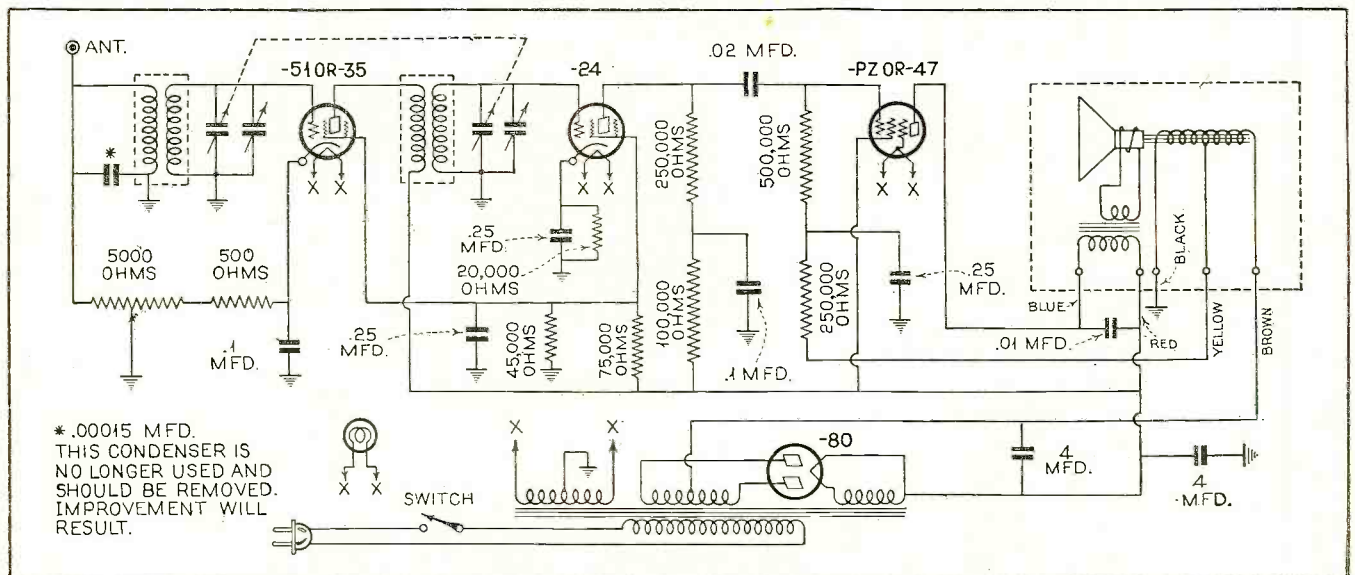 ANT.
-51 OR-35
-24
.02 MFD.
-PZ OR-47
*
X X
X X
X X
250,000
OHMS
500,000
OHMS
.25
MFD.
20,000
OHMS
5000
OHMS
500
OHMS
.1
MFD.
.25
MFD.
45,000
OHMS
75,000
OHMS
100,000
OHMS
.1 MFD.
250,000
OHMS
.25
MFD.
BLUE
.01 MFD.
RED
BLACK
YELLOW
BROWN
* .00015 MFD.
THIS CONDENSER IS
NO LONGER USED AND
SHOULD BE REMOVED.
IMPROVEMENT WILL
RESULT.
X X
X X
SWITCH
-80
4
MFD.
4
MFD.